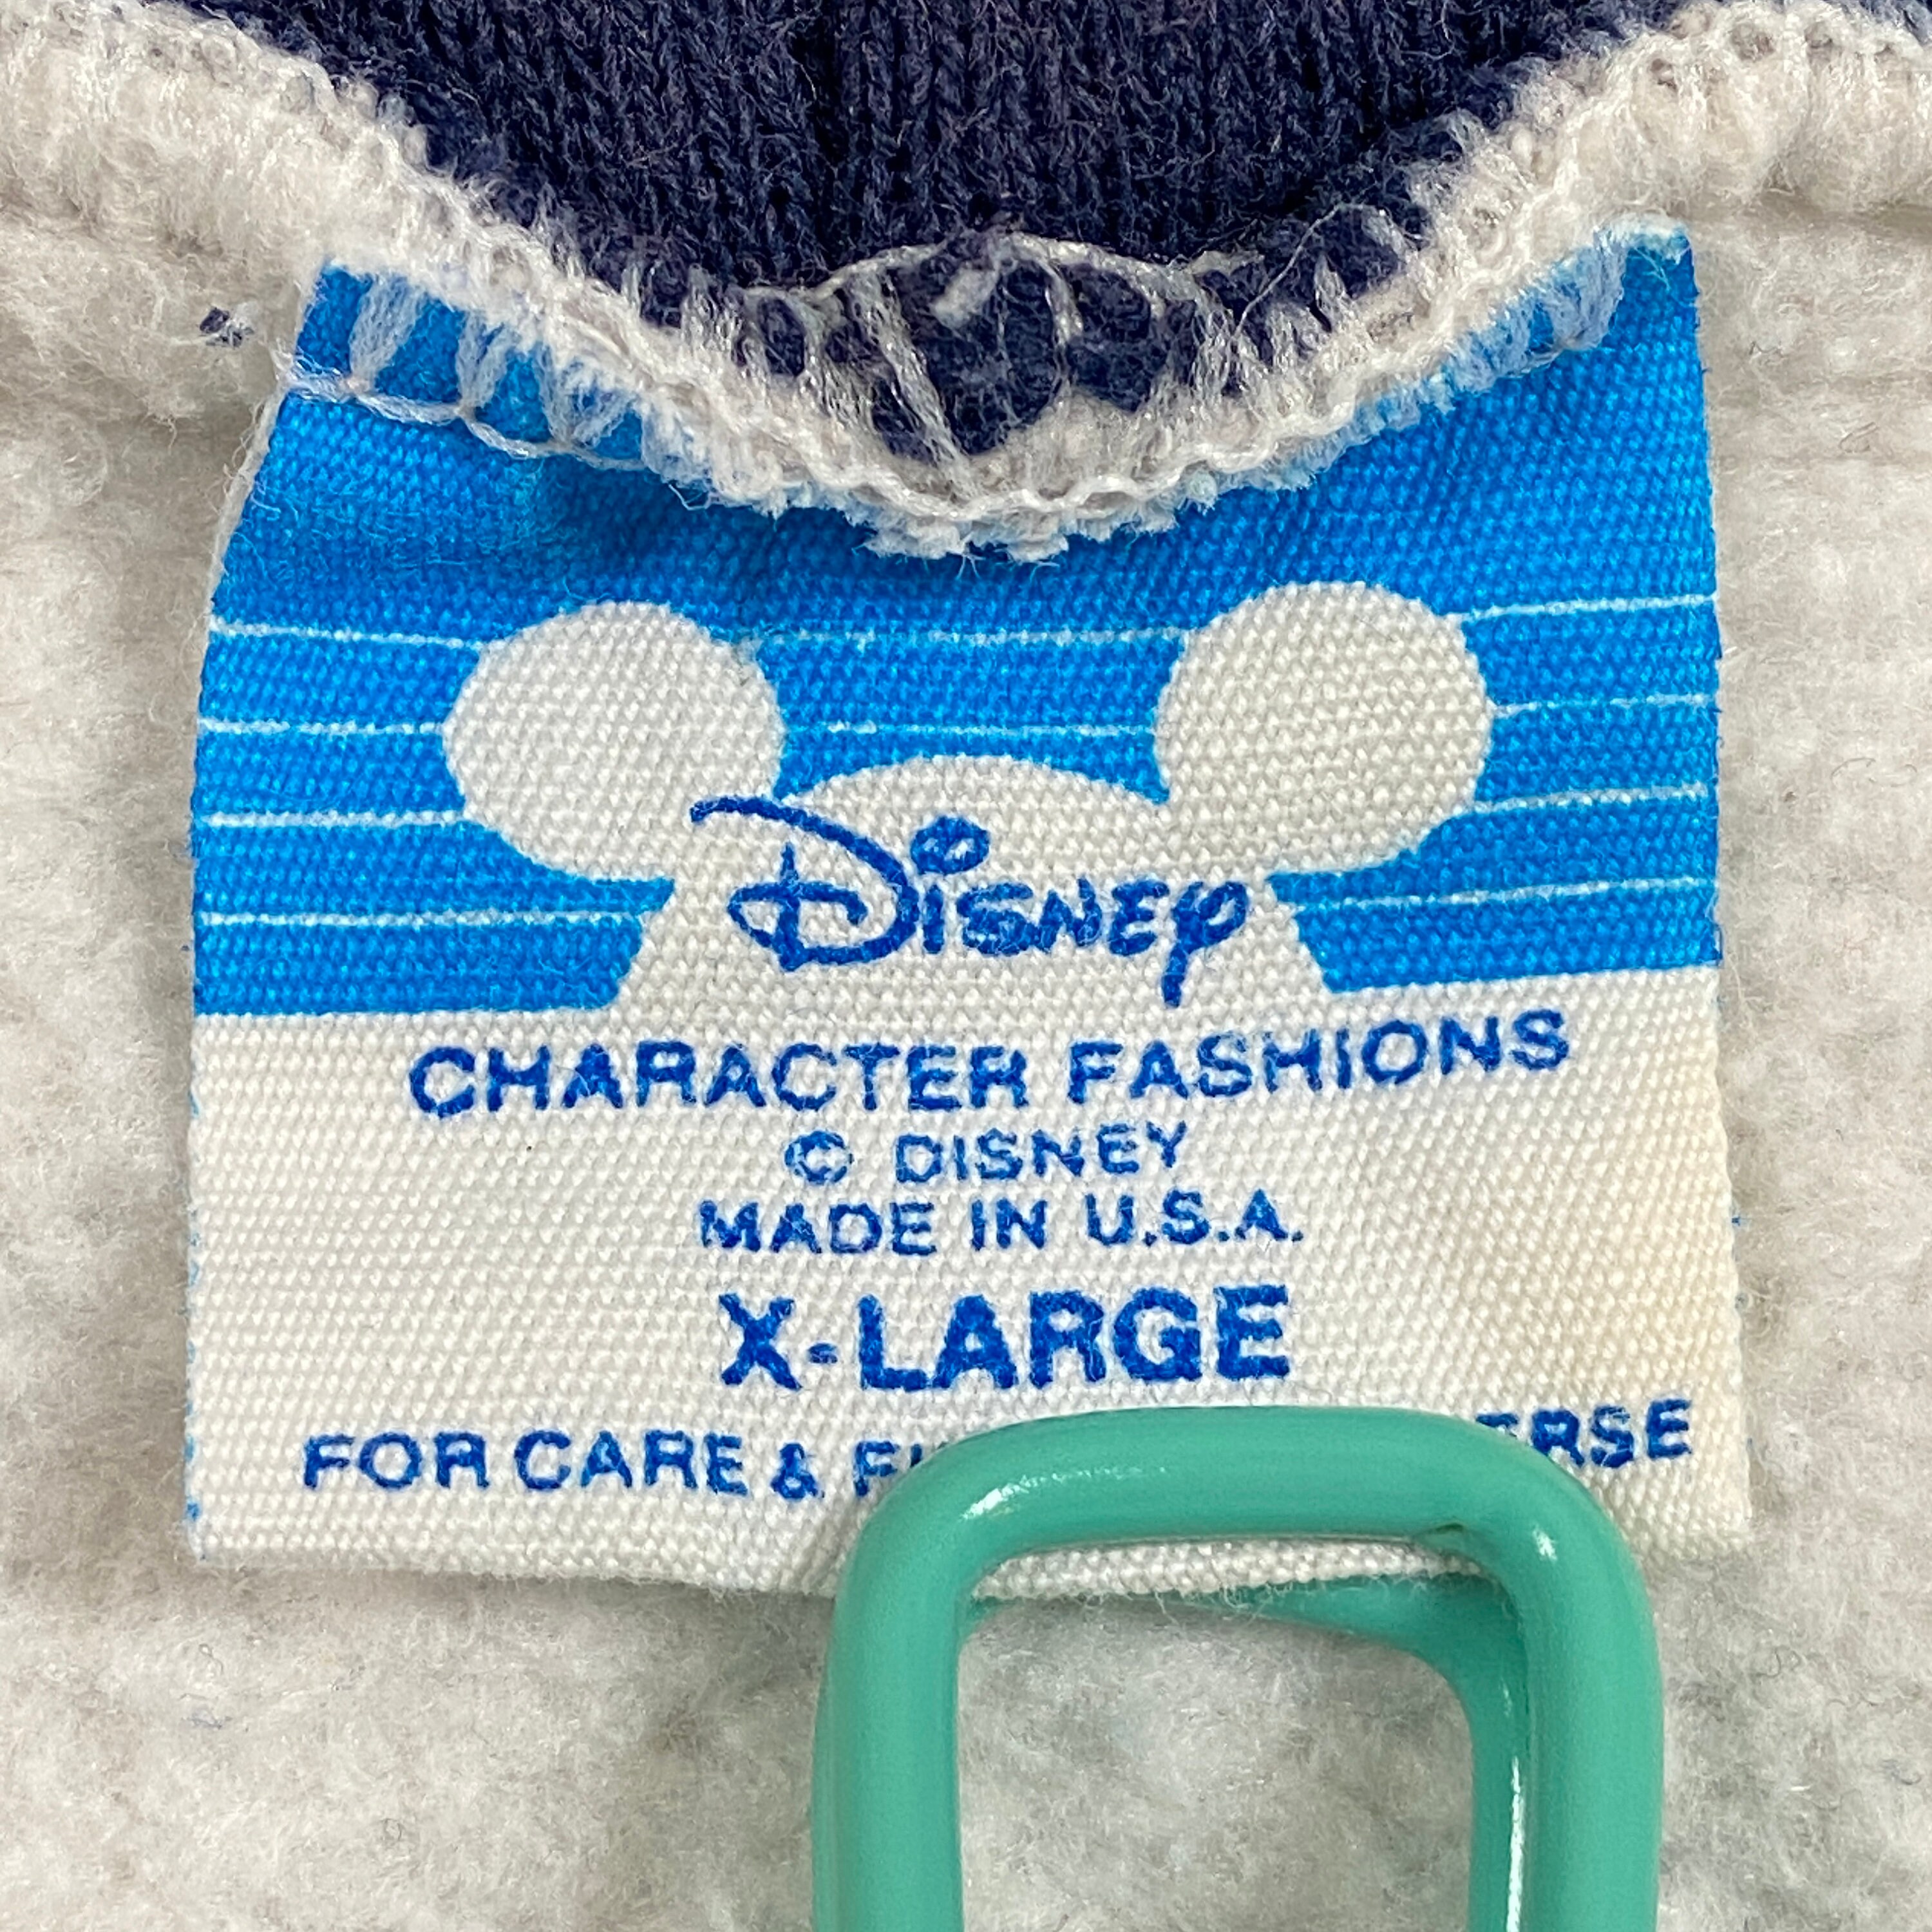 Disney
CHARACTER FASHIONS
© DISNEY
MADE IN U.S.A.
X-LARGE
FOR CARE &